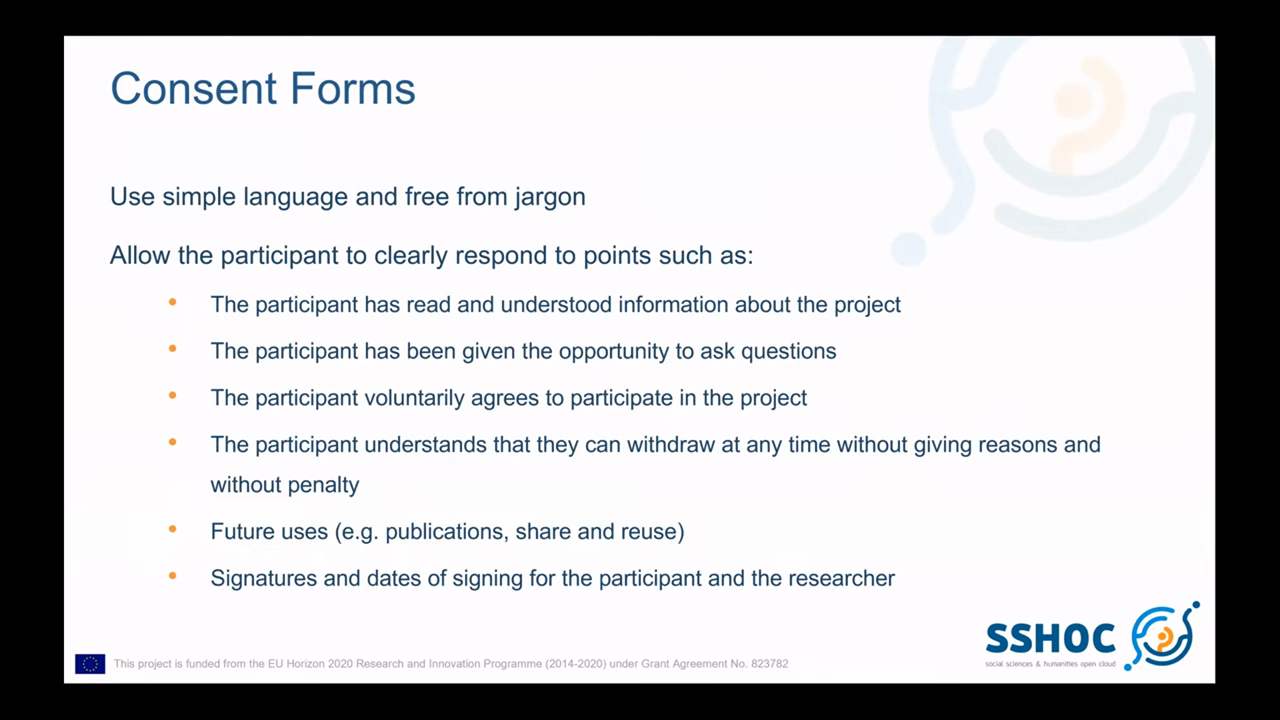 Consent Forms
Use simple language and free from jargon
Allow the participant to clearly respond to points such as:
• The participant has read and understood information about the project
• The participant has been given the opportunity to ask questions
• The participant voluntarily agrees to participate in the project
• The participant understands that they can withdraw at any time without giving reasons and
without penalty
• Future uses (e.g. publications, share and reuse)
• Signatures and dates of signing for the participant and the researcher
SSHOC
social sciences & humanities open cloud
This project is funded from the EU Horizon 2020 Research and Innovation Programme (2014-2020) under Grant Agreement No. 823782